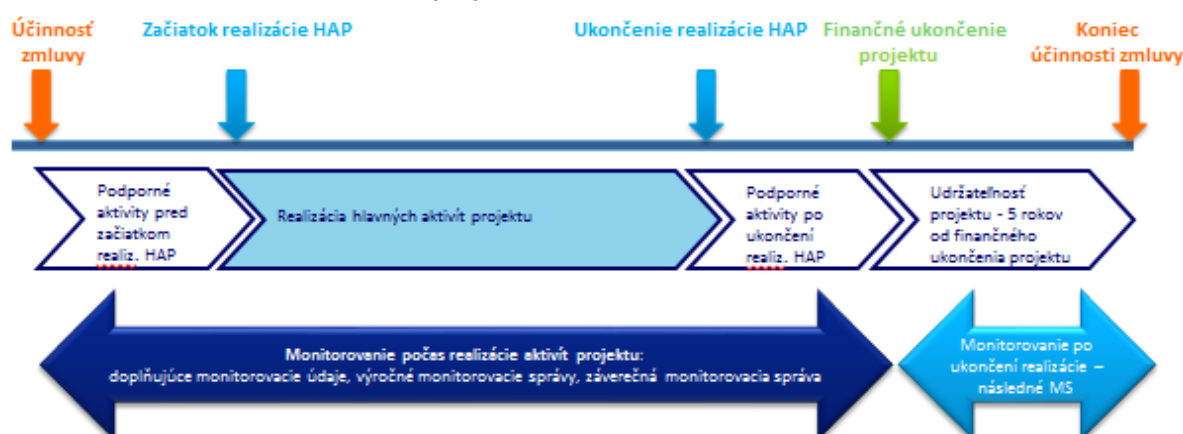 Účinnosť
zmluvy
Začiatok realizácie HAP
Ukončenie realizácie HAP
Finančné ukončenie
projektu
Koniec
účinnosti zmluvy
Podporné
aktivity pred
začiatkom
realiz. HAP
Realizácia hlavných aktivít projektu
Podporné
aktivity po
ukončení
realiz. HAP
Udržateľnosť
projektu - 5 rokov
od finančného
ukončenia projektu
Monitorovanie počas realizácie aktivít projektu:
doplňujúce monitorovacie údaje, výročné monitorovacie správy, záverečná monitorovacia správa
Monitorovanie po
ukončení realizácie –
následné MS